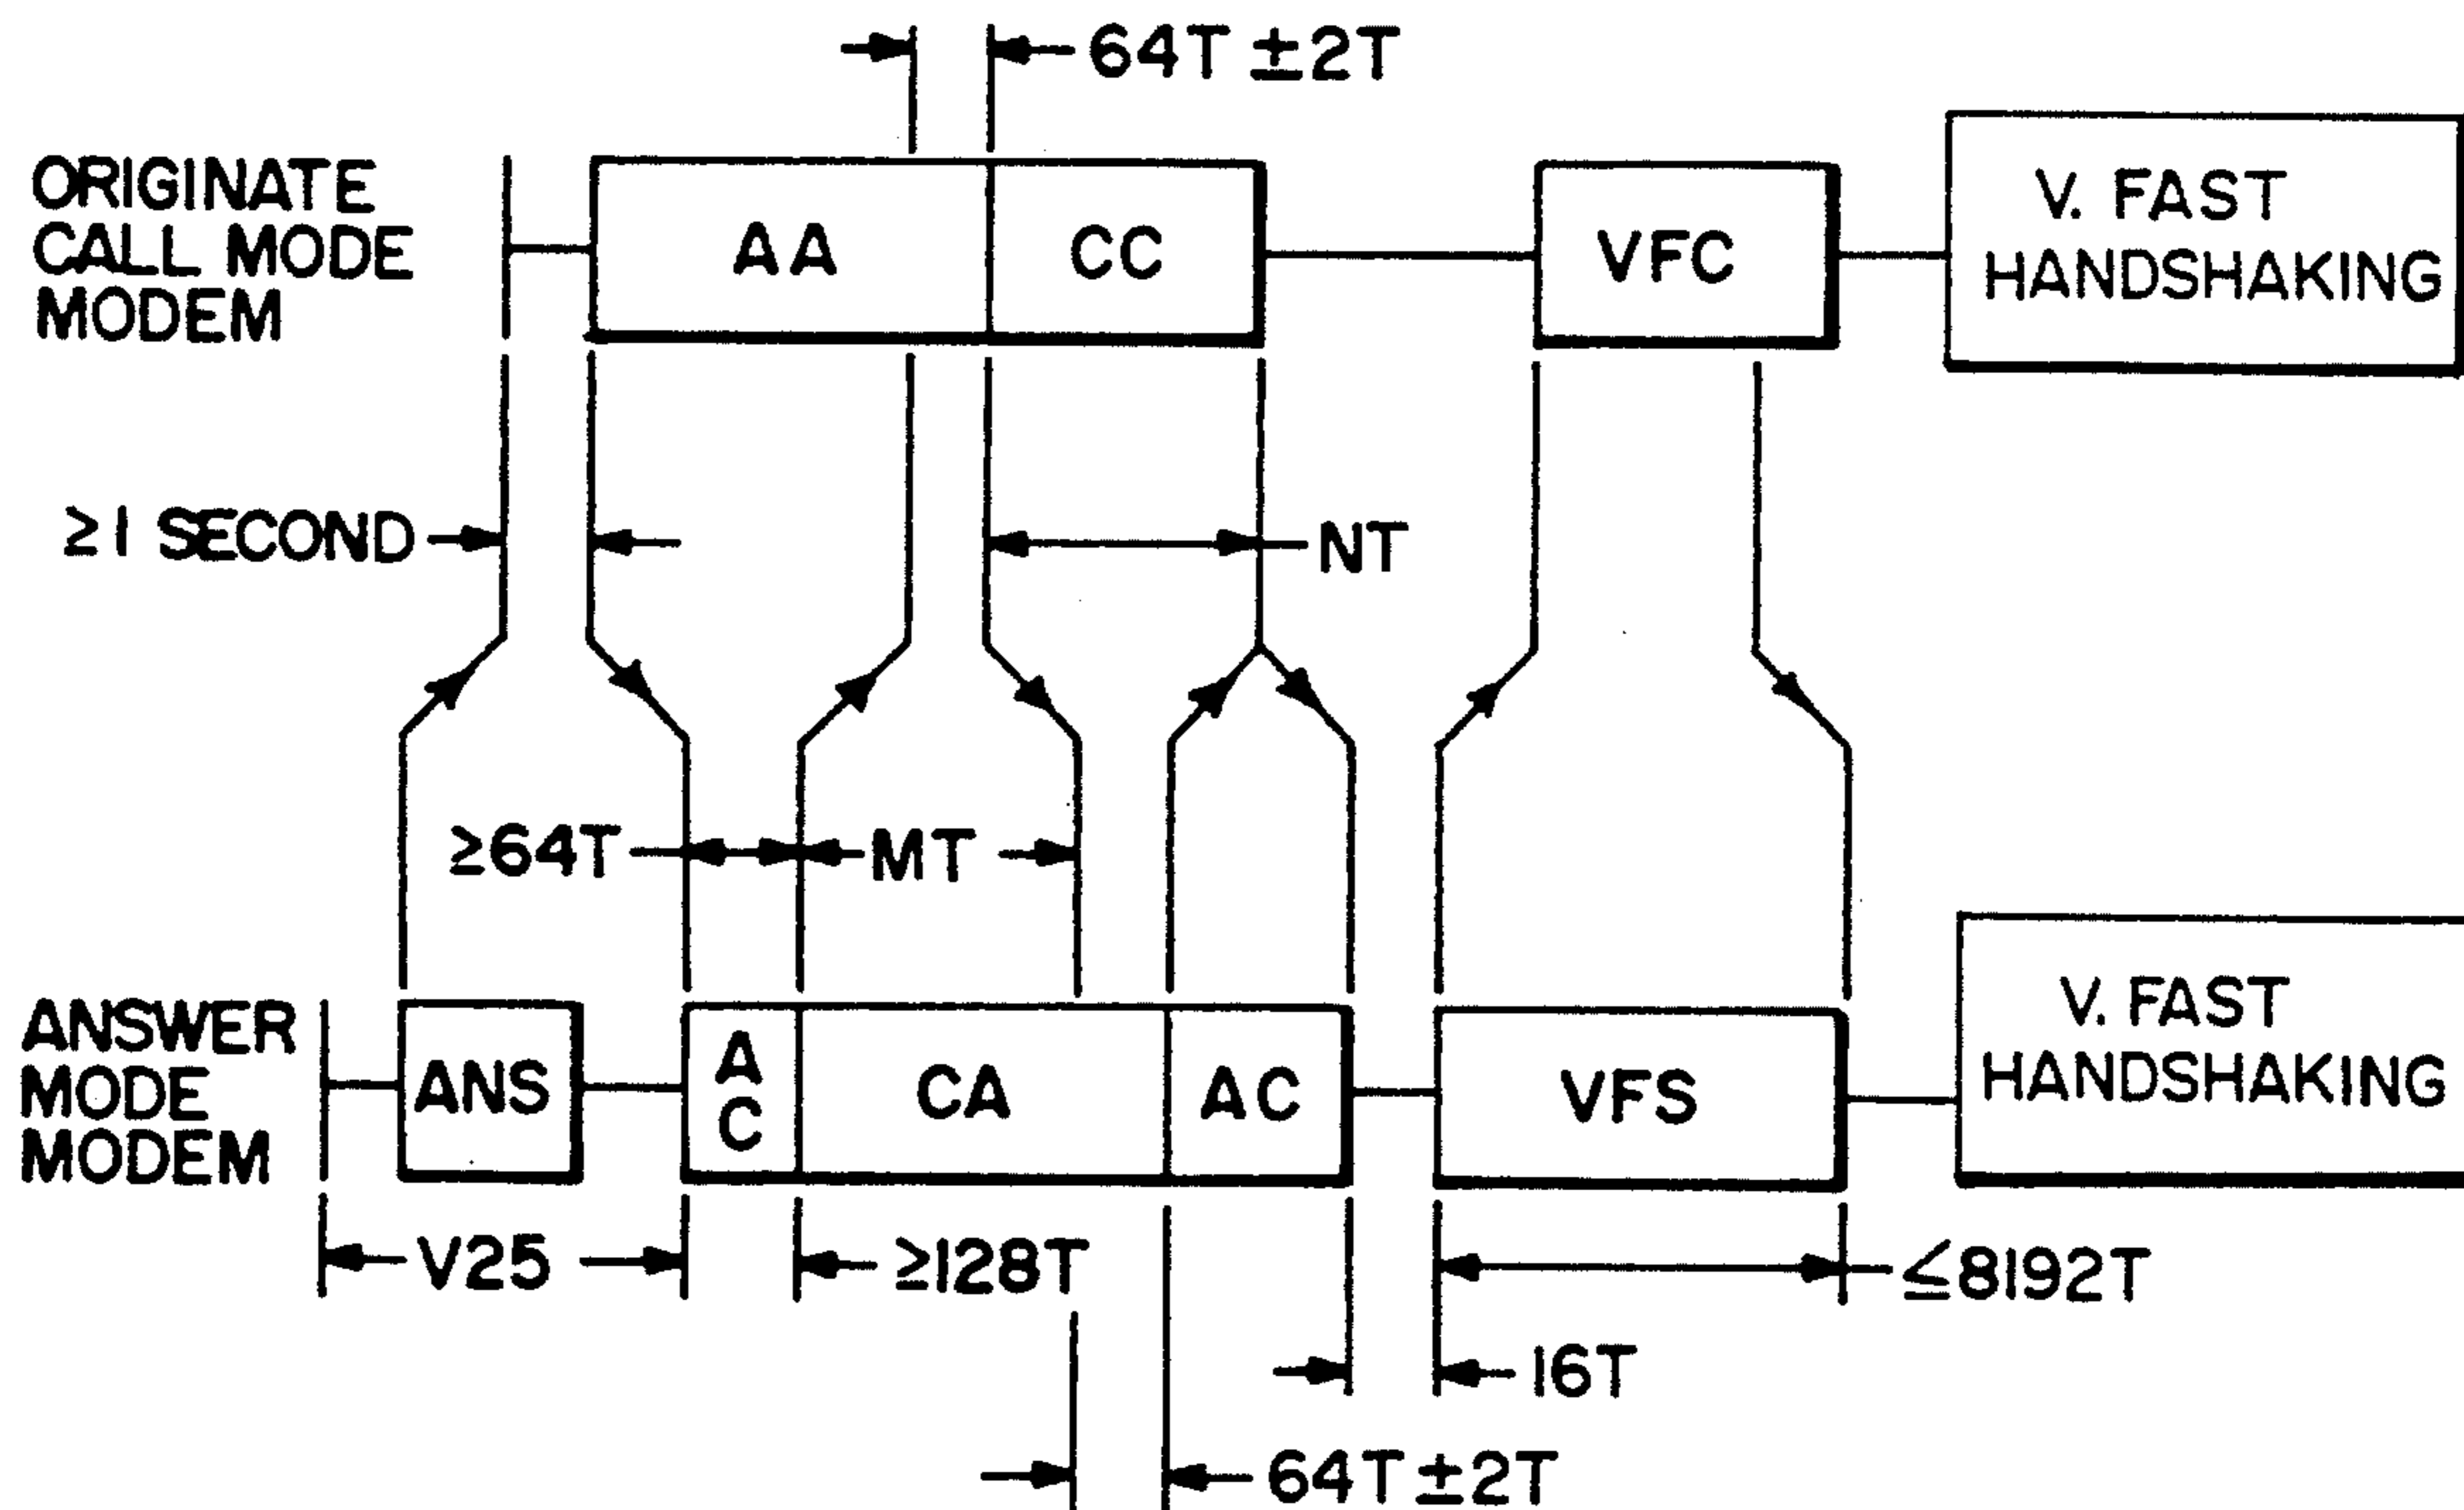 64T ±2T
ORIGINATE
CALL MODE
MODEM
AA
CC
VFC
V. FAST
HANDSHAKING
≥1 SECOND
NT
≥64T
MT
ANSWER
MODE
MODEM
ANS
A
C
CA
AC
VFS
V. FAST
HANDSHAKING
V25
≥128T
≤8192T
16T
64T ±2T